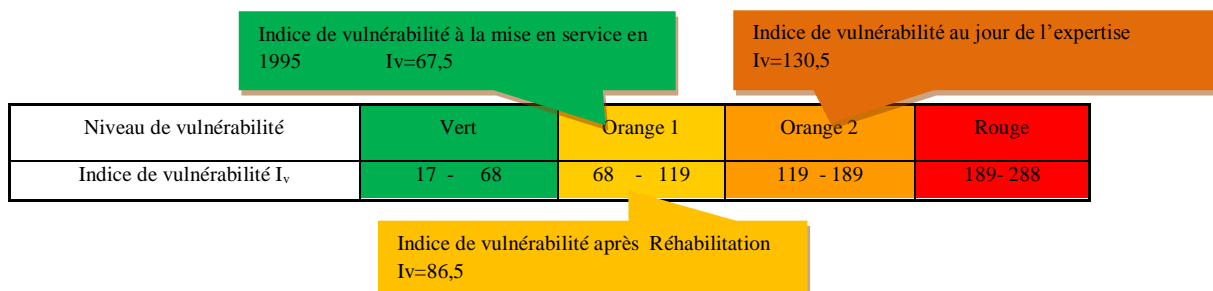 Indice de vulnérabilité à la mise en service en
1995 Iv=67,5
Indice de vulnérabilité au jour de l'expertise
Iv=130,5
Niveau de vulnérabilité Vert Orange 1 Orange 2 Rouge
Indice de vulnérabilité Iv 17 - 68 68 - 119 119 - 189 189- 288
Indice de vulnérabilité après Réhabilitation
Iv=86,5